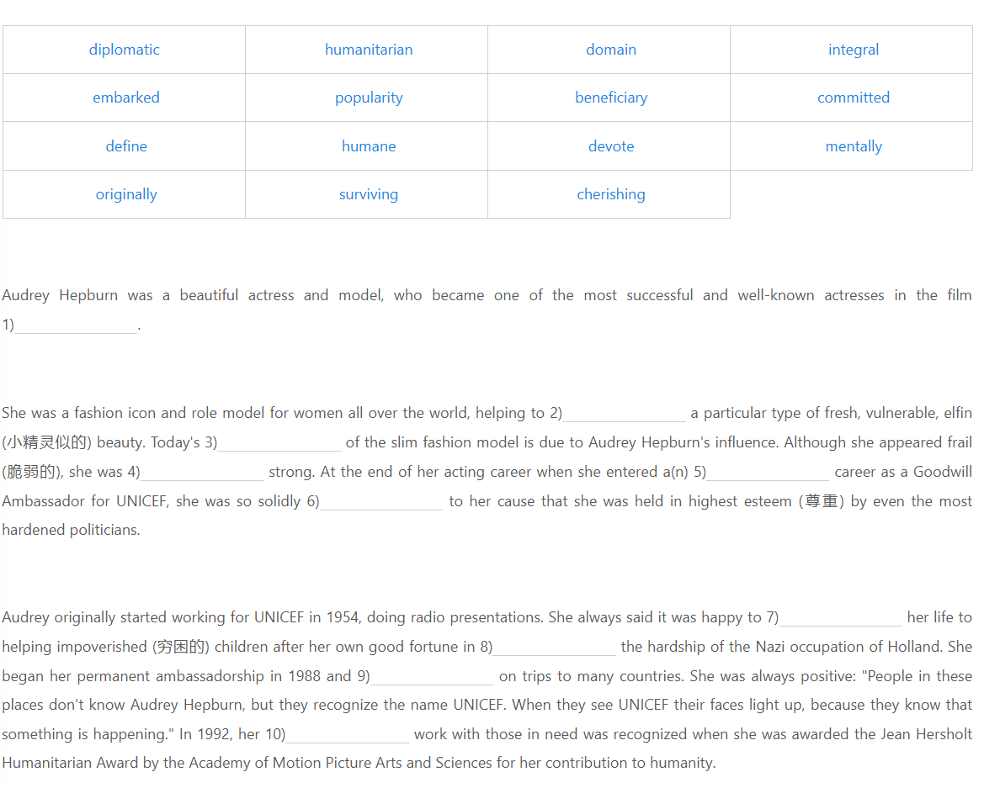 diplomatic humanitarian domain integral
embarked popularity beneficiary committed
define humane devote mentally
originally surviving cherishing
Audrey Hepburn was a beautiful actress and model, who became one of the most successful and well-known actresses in the film
1)_______________.
She was a fashion icon and role model for women all over the world, helping to 2)_______________ a particular type of fresh, vulnerable, elfin
(小精灵似的) beauty. Today's 3)_______________ of the slim fashion model is due to Audrey Hepburn's influence. Although she appeared frail
(脆弱的), she was 4)_______________ strong. At the end of her acting career when she entered a(n) 5)_______________ career as a Goodwill
Ambassador for UNICEF, she was so solidly 6)_______________ to her cause that she was held in highest esteem (尊重) by even the most
hardened politicians.
Audrey originally started working for UNICEF in 1954, doing radio presentations. She always said it was happy to 7)_______________ her life to
helping impoverished (穷困的) children after her own good fortune in 8)_______________ the hardship of the Nazi occupation of Holland. She
began her permanent ambassadorship in 1988 and 9)_______________ on trips to many countries. She was always positive: "People in these
places don't know Audrey Hepburn, but they recognize the name UNICEF. When they see UNICEF their faces light up, because they know that
something is happening." In 1992, her 10)_______________ work with those in need was recognized when she was awarded the Jean Hersholt
Humanitarian Award by the Academy of Motion Picture Arts and Sciences for her contribution to humanity.